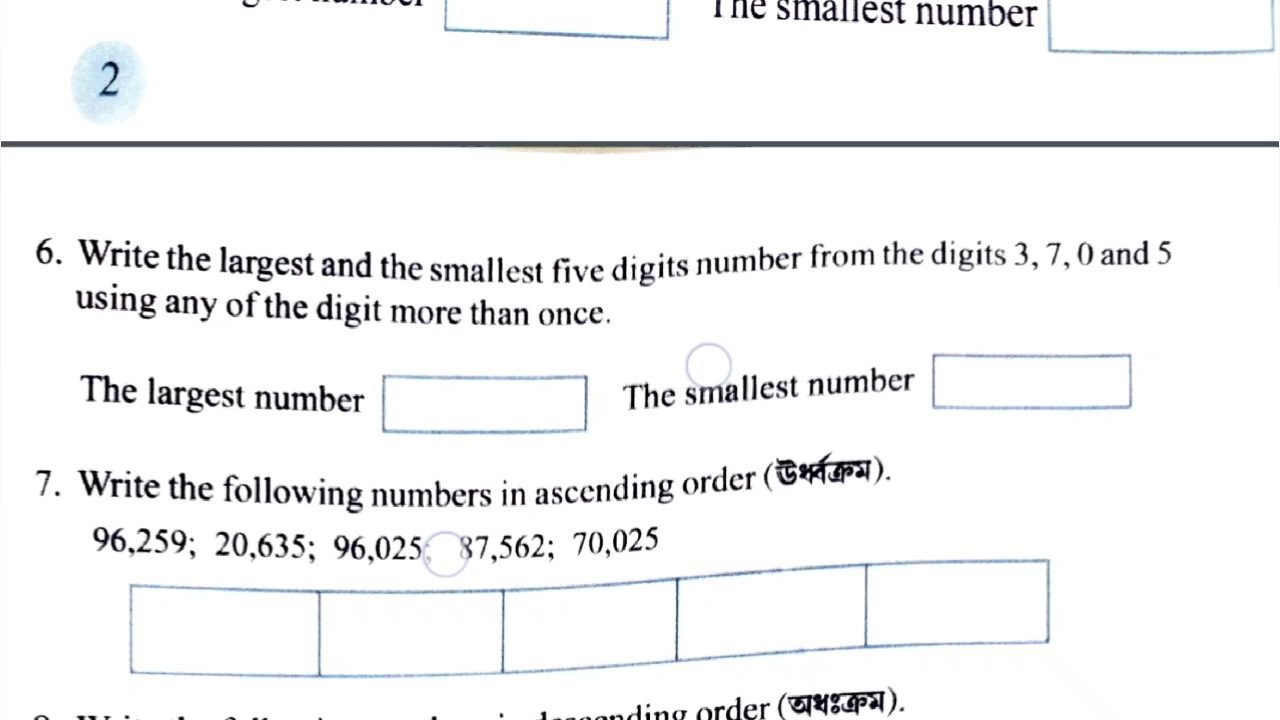 The smallest number
2
6. Write the largest and the smallest five digits number from the digits 3, 7, 0 and 5
using any of the digit more than once.
The largest number The smallest number
7. Write the following numbers in ascending order (উর্ধ্বক্রম).
96,259; 20,635; 96,025; 87,562; 70,025
order (অধঃক্রম).